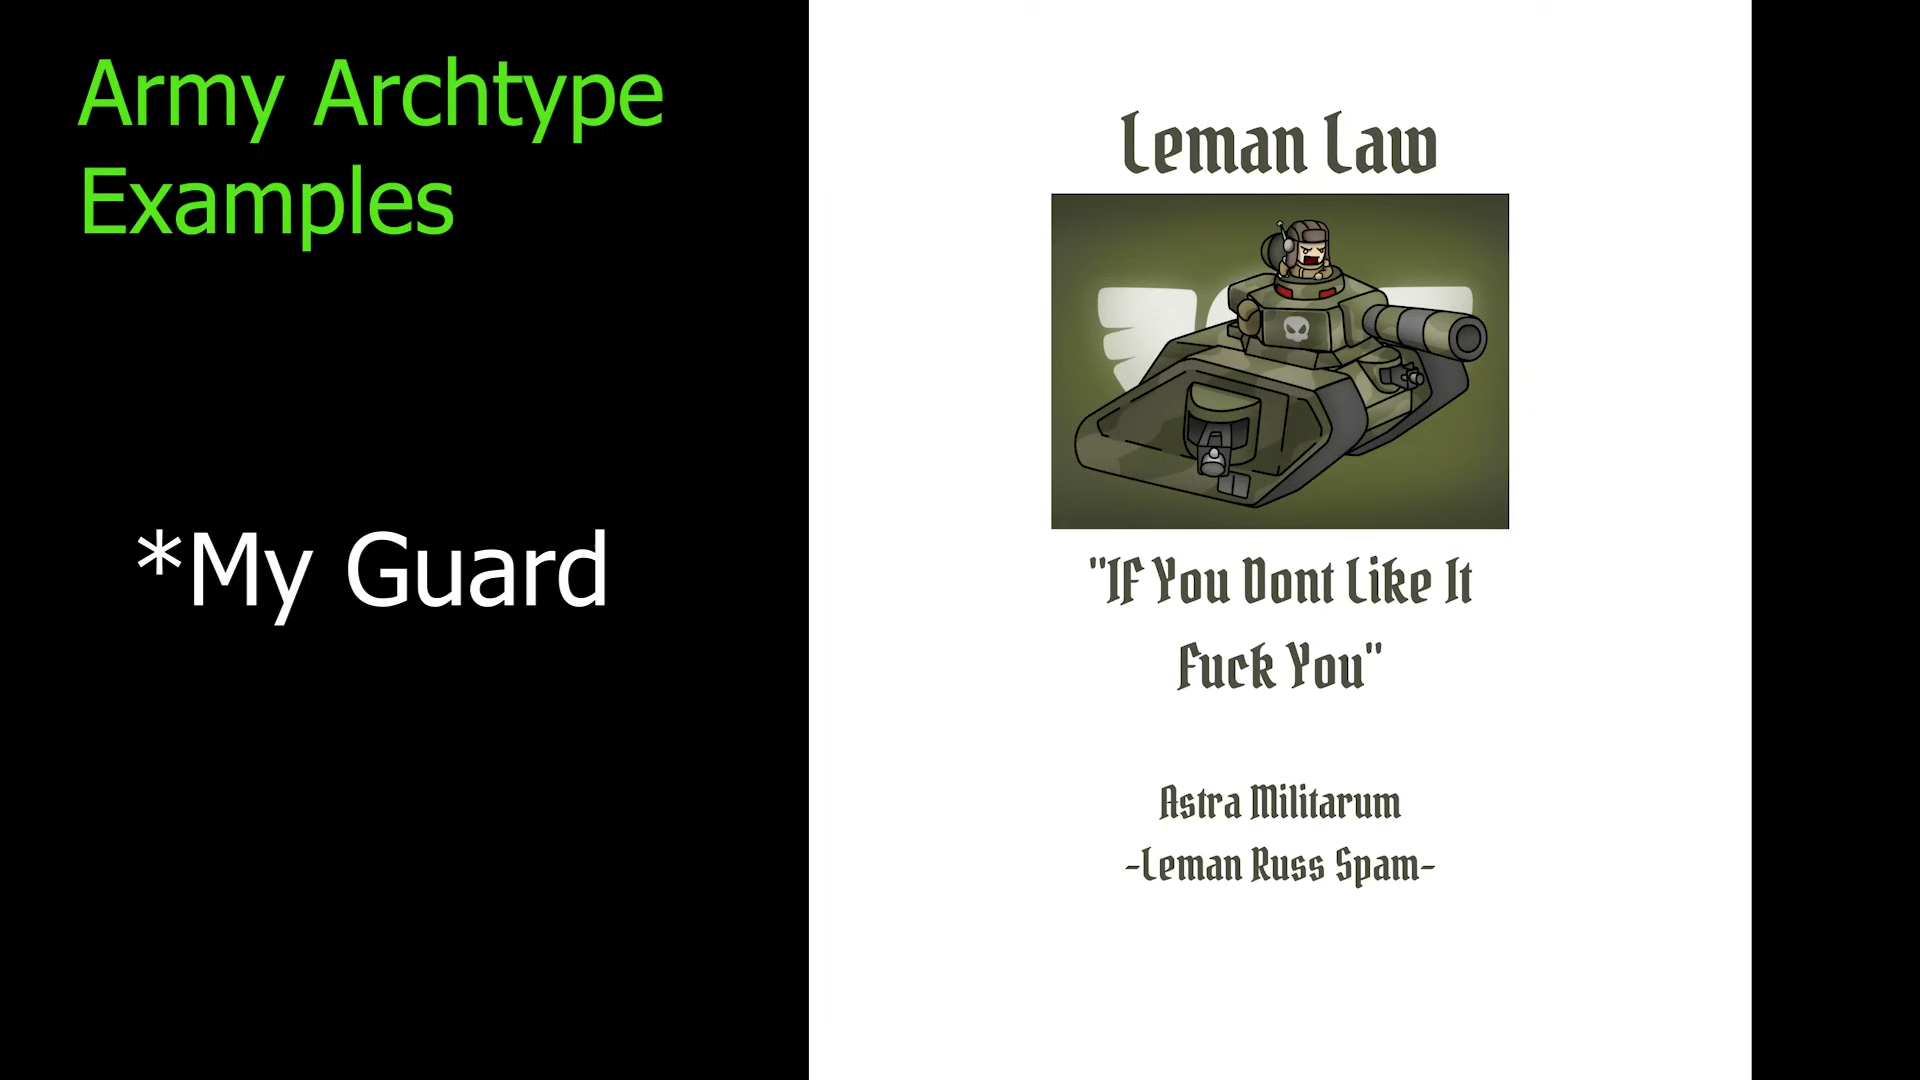 Army Archtype
Examples
*My Guard
Leman Law
"IF You Dont Like It
Fuck You"
Astra Militarum
-Leman Russ Spam-